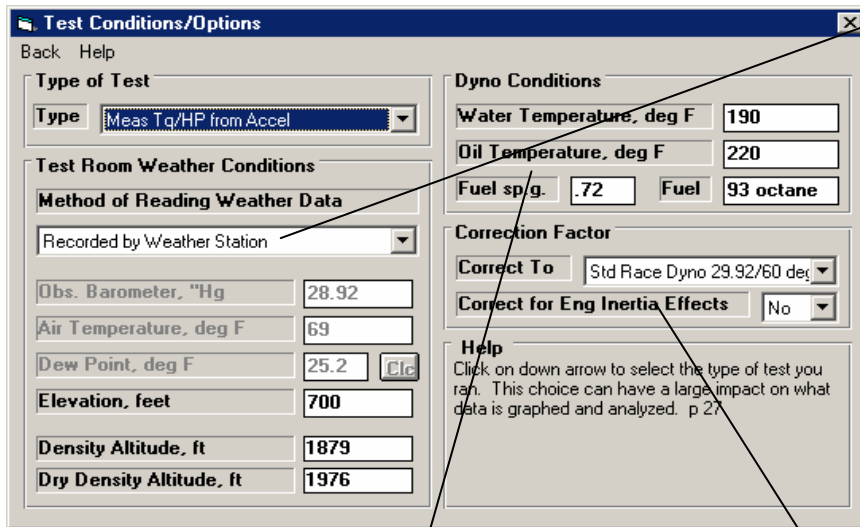 Test Conditions/Options
Back Help
Type of Test
Type Meas Tq/HP from Accel
Test Room Weather Conditions
Method of Reading Weather Data
Recorded by Weather Station
Obs. Barometer, "Hg 28.92
Air Temperature, deg F 69
Dew Point, deg F 25.2 Clc
Elevation, feet 700
Density Altitude, ft 1879
Dry Density Altitude, ft 1976
Dyno Conditions
Water Temperature, deg F 190
Oil Temperature, deg F 220
Fuel sp.g. .72 Fuel 93 octane
Correction Factor
Correct To Std Race Dyno 29.92/60 deg
Correct for Eng Inertia Effects No
Help
Click on down arrow to select the type of test you
ran. This choice can have a large impact on what
data is graphed and analyzed. p 27